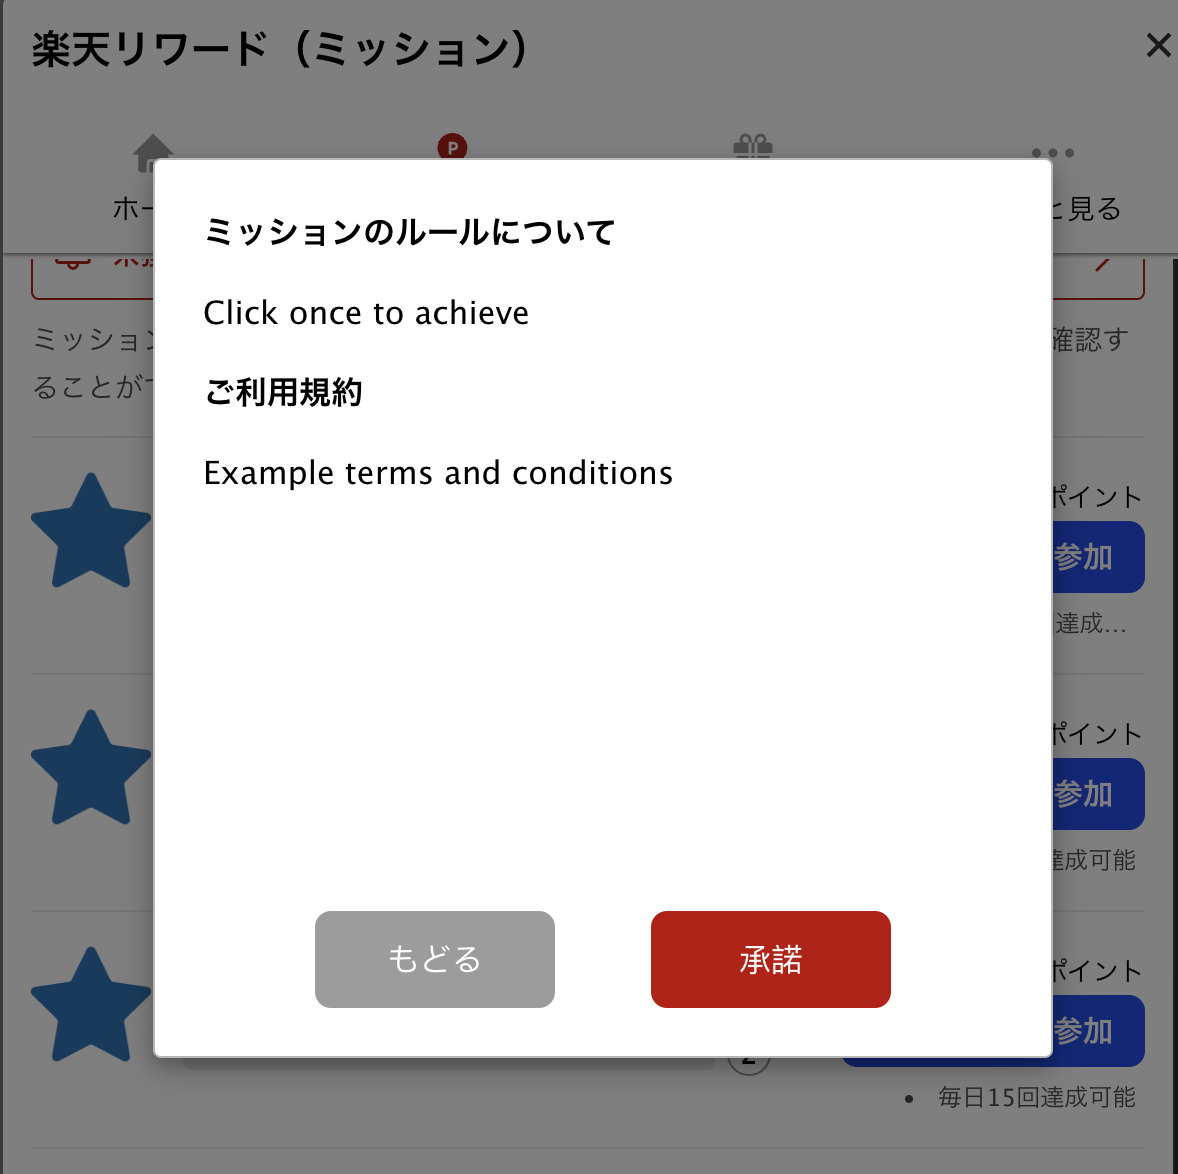 楽天リワード（ミッション）
P
ホー
と見る
ミッション
確認す
ることがで
ミッションのルールについて
Click once to achieve
ご利用規約
Example terms and conditions
ポイント
参加
達成…
ポイント
参加
達成可能
ポイント
参加
もどる
承諾
2
• 毎日15回達成可能